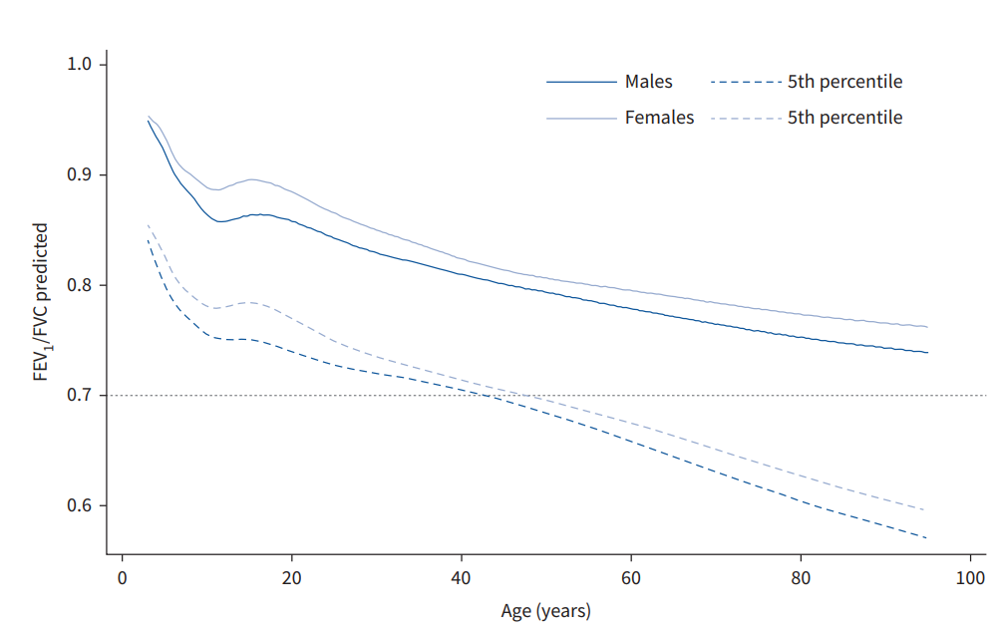 1.0
0.9
0.8
0.7
0.6
FEV1/FVC predicted
Males
5th percentile
Females
5th percentile
0
20
40
60
80
100
Age (years)